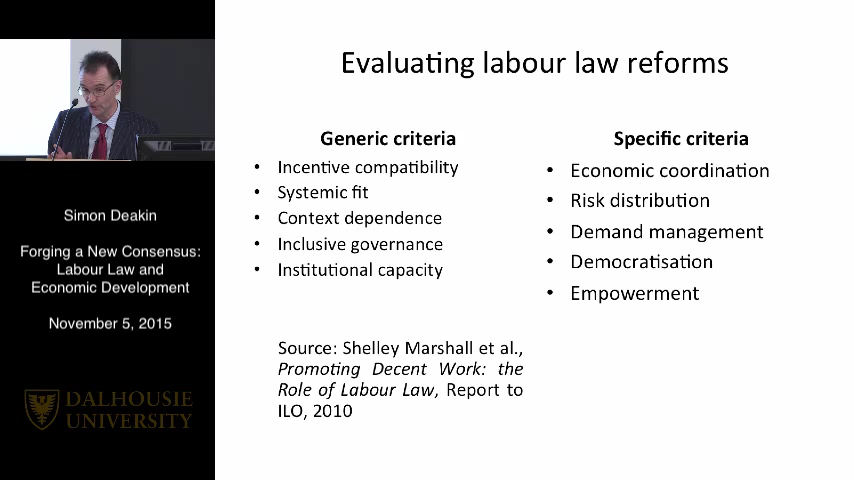 Evaluating labour law reforms
Generic criteria
• Incentive compatibility
• Systemic fit
• Context dependence
• Inclusive governance
• Institutional capacity
Specific criteria
• Economic coordination
• Risk distribution
• Demand management
• Democratisation
• Empowerment
Source: Shelley Marshall et al.,
Promoting Decent Work: the
Role of Labour Law, Report to
ILO, 2010
Simon Deakin
Forging a New Consensus:
Labour Law and
Economic Development
November 5, 2015
DALHOUSIE
UNIVERSITY